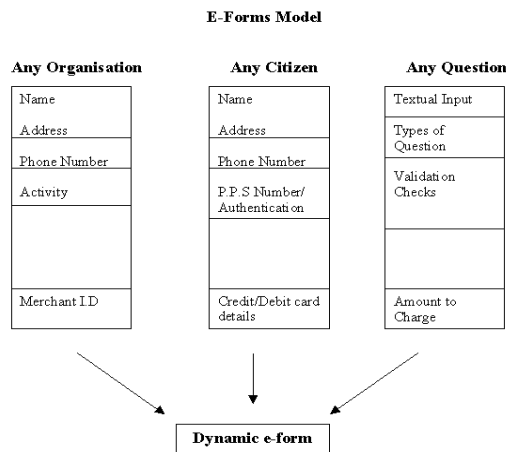 E-Forms Model
Any Organisation
Name
Address
Phone Number
Activity
Merchant I.D
Any Citizen
Name
Address
Phone Number
P.P.S Number/
Authentication
Credit/Debit card
details
Any Question
Textual Input
Types of
Question
Validation
Checks
Amount to
Charge
Dynamic e-form